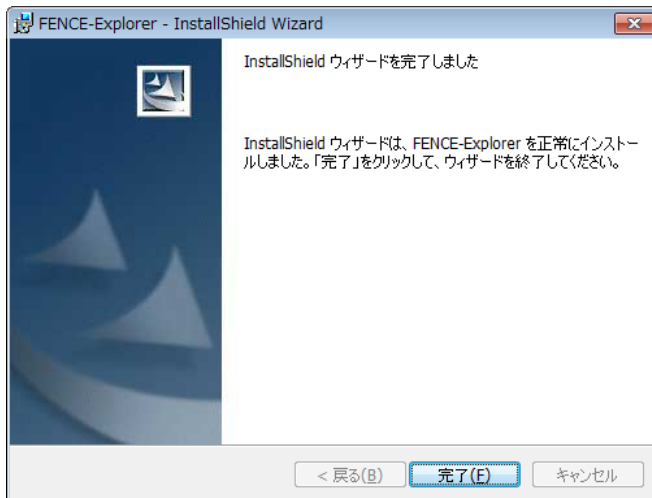 FENCE-Explorer - InstallShield Wizard
InstallShield ウィザードを完了しました
InstallShield ウィザードは、FENCE-Explorer を正常にインストー
ルしました。「完了」をクリックして、ウィザードを終了してください。
< 戻る(B)
完了(F)
キャンセル